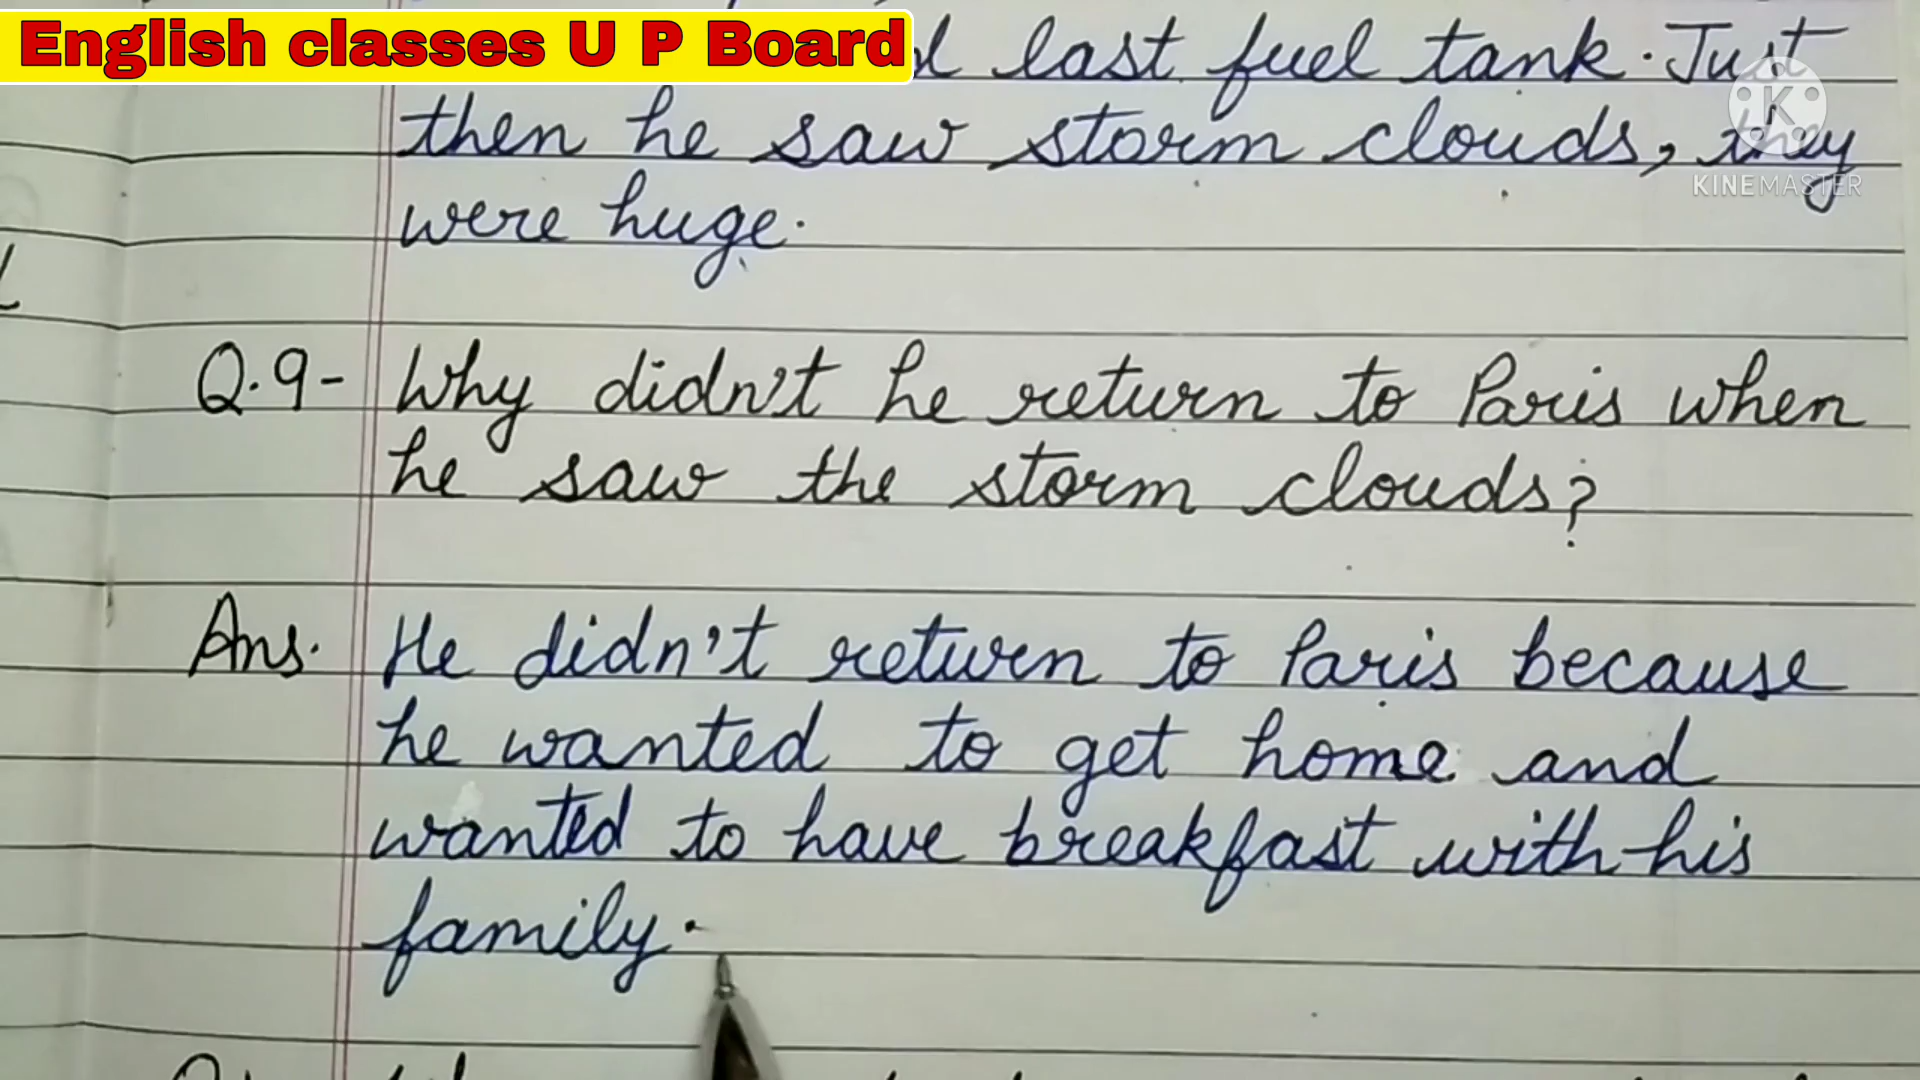 English classes U P Board
last fuel tank. Just
then he saw storm clouds, they
were huge.
KINEMASTER
Q.9- Why didn't he return to Paris when
he saw the storm clouds?
Ans. He didn't return to Paris because
he wanted to get home and
wanted to have breakfast with his
family.